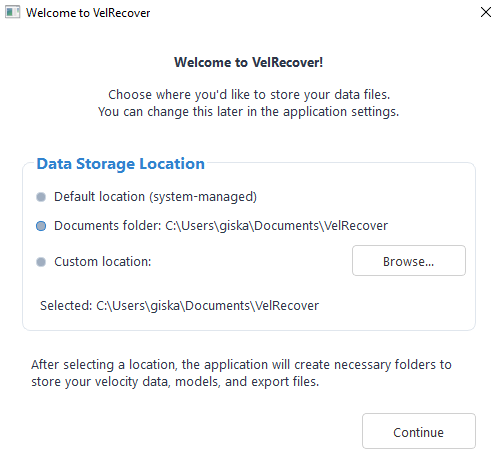 Welcome to VelRecover
Welcome to VelRecover!
Choose where you'd like to store your data files.
You can change this later in the application settings.
Data Storage Location
Default location (system-managed)
Documents folder: C:\Users\giska\Documents\VelRecover
Custom location:
Browse...
Selected: C:\Users\giska\Documents\VelRecover
After selecting a location, the application will create necessary folders to
store your velocity data, models, and export files.
Continue